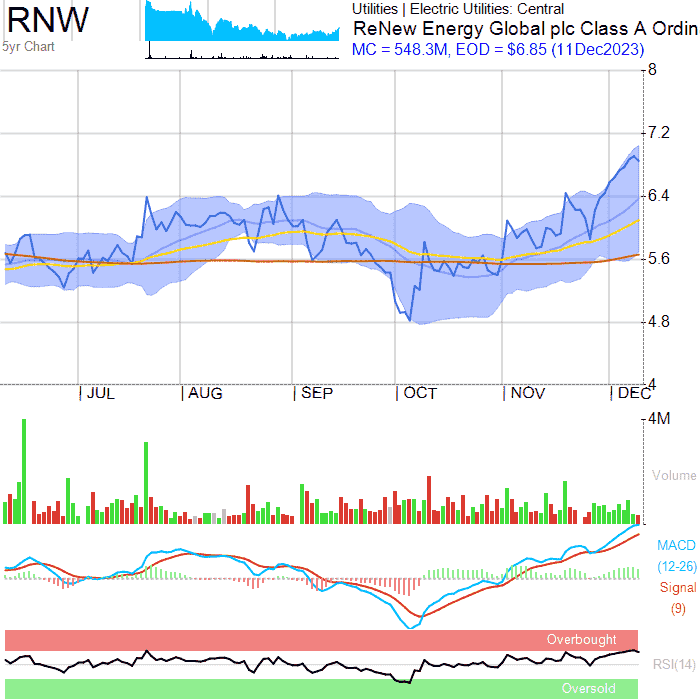 RNW
5yr Chart
Utilities | Electric Utilities: Central
ReNew Energy Global plc Class A Ordin
MC = 548.3M, EOD = $6.85 (11Dec2023)
8
7.2
6.4
5.6
4.8
4
JUL AUG SEP OCT NOV DEC
4M
Volume
MACD
(12-26)
Signal
(9)
Overbought
RSI(14)
Oversold